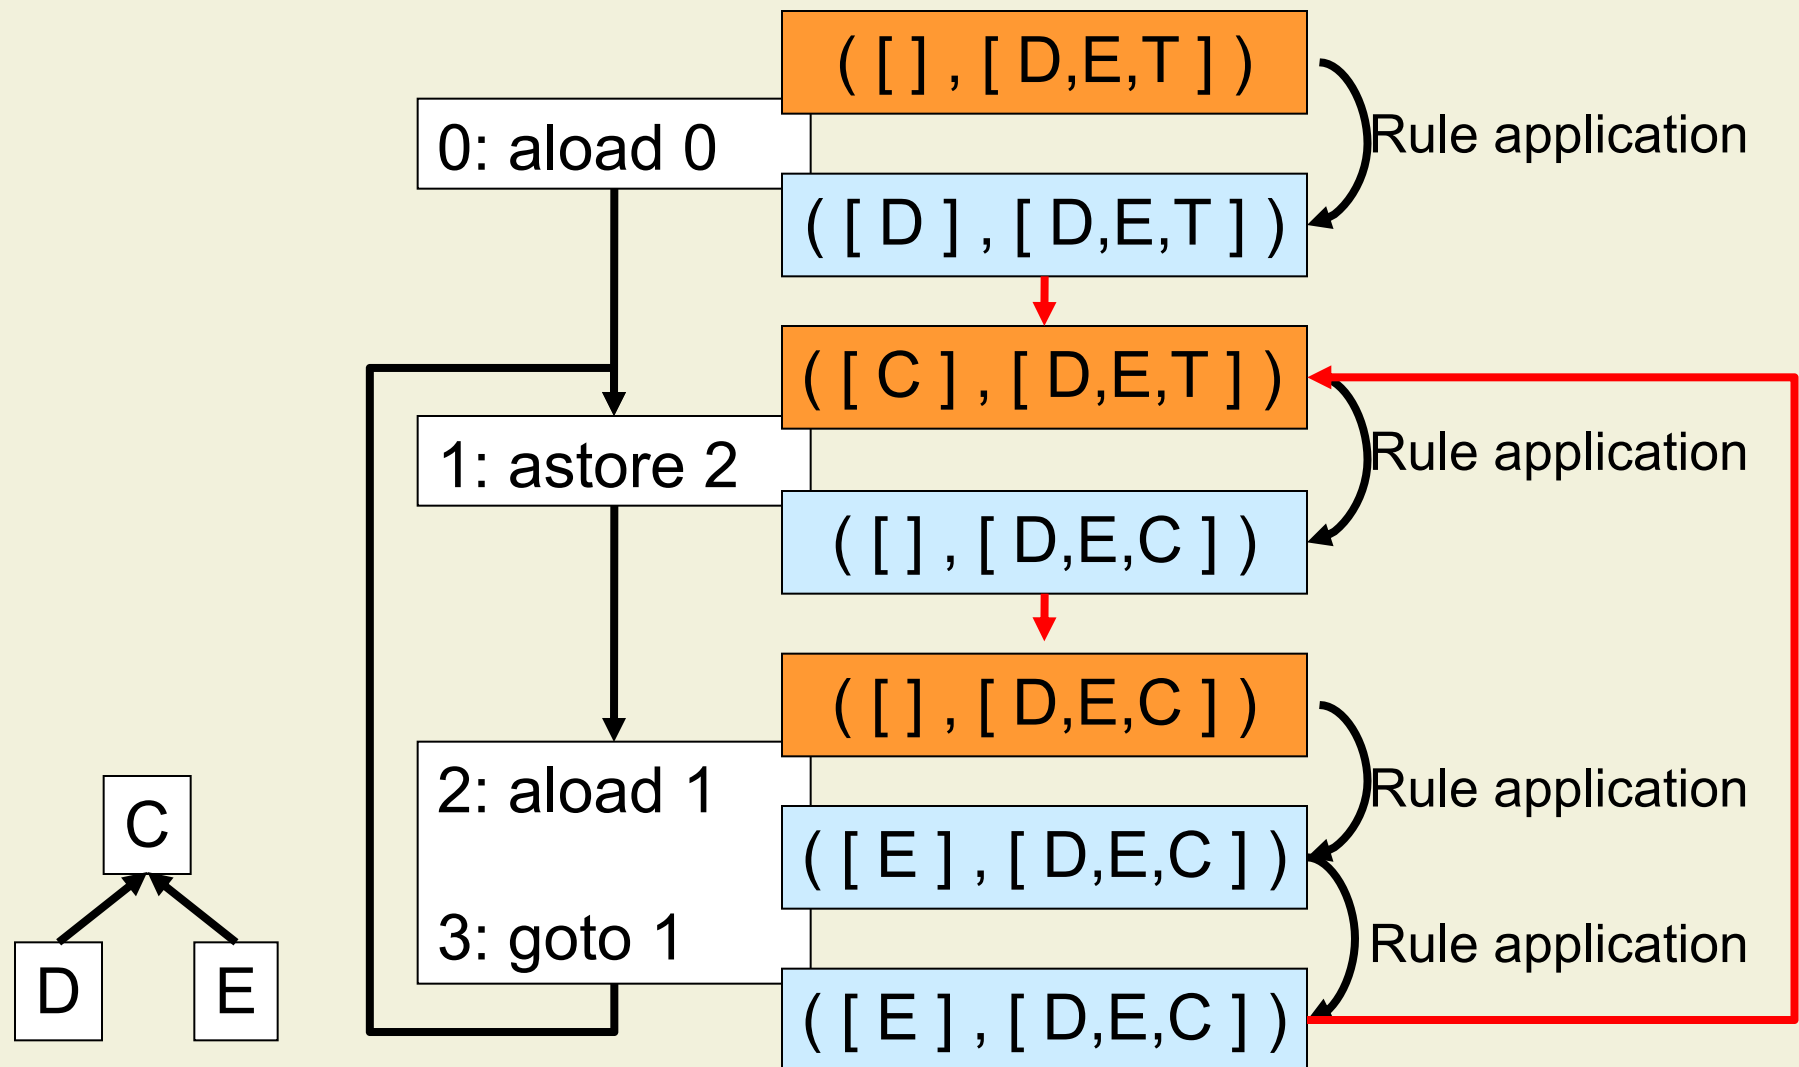 ( [ ] , [ D,E,T ] )
0: aload 0
Rule application
( [ D ] , [ D,E,T ] )
( [ C ] , [ D,E,T ] )
1: astore 2
Rule application
( [ ] , [ D,E,C ] )
( [ ] , [ D,E,C ] )
2: aload 1
Rule application
( [ E ] , [ D,E,C ] )
3: goto 1
Rule application
( [ E ] , [ D,E,C ] )
C
D
E